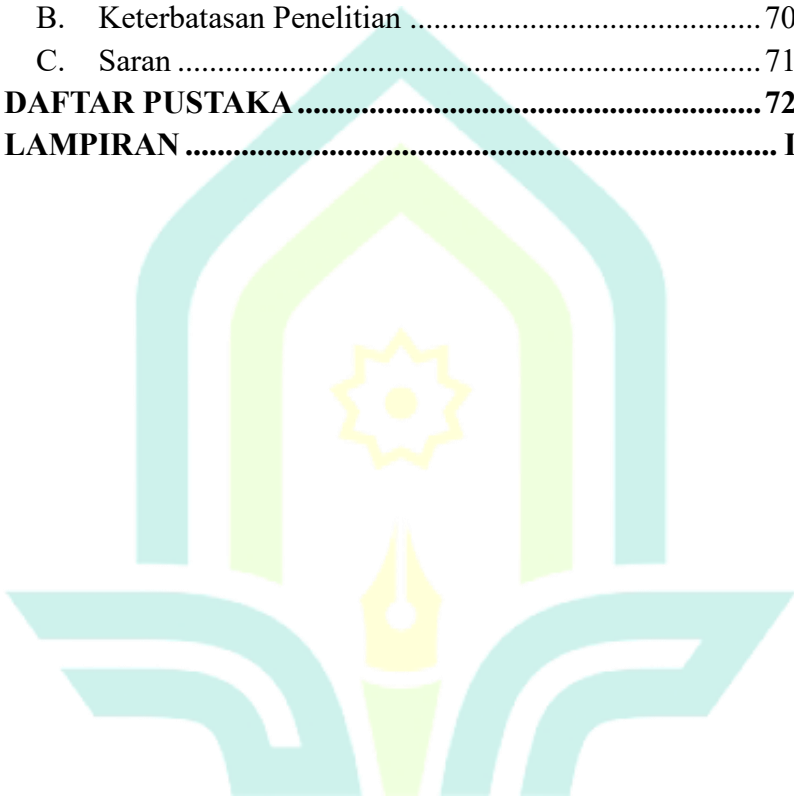 B. Keterbatasan Penelitian ............................................ 70
C. Saran ......................................................................... 71
DAFTAR PUSTAKA .......................................................... 72
LAMPIRAN .......................................................................... I